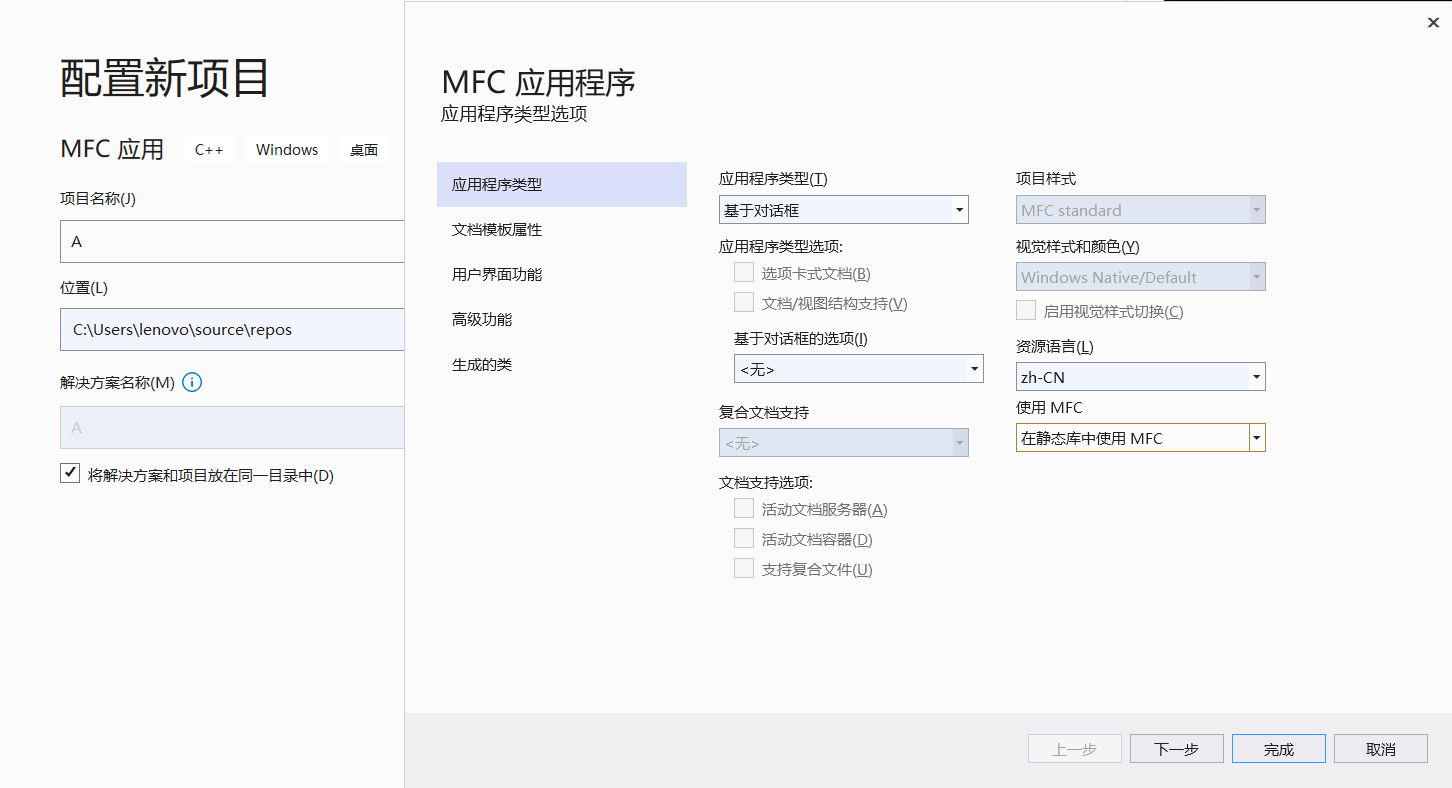 配置新项目
MFC 应用 C++ Windows 桌面
项目名称(J)
A
位置(L)
C:\Users\lenovo\source\repos
解决方案名称(M)
A
将解决方案和项目放在同一目录中(D)
MFC 应用程序
应用程序类型选项
应用程序类型
文档模板属性
用户界面功能
高级功能
生成的类
应用程序类型(T)
基于对话框
应用程序类型选项:
选项卡式文档(B)
文档/视图结构支持(V)
基于对话框的选项(I)
<无>
复合文档支持
<无>
文档支持选项:
活动文档服务器(A)
活动文档容器(D)
支持复合文件(U)
项目样式
MFC standard
视觉样式和颜色(Y)
Windows Native/Default
启用视觉样式切换(C)
资源语言(L)
zh-CN
使用 MFC
在静态库中使用 MFC
上一步 下一步 完成 取消